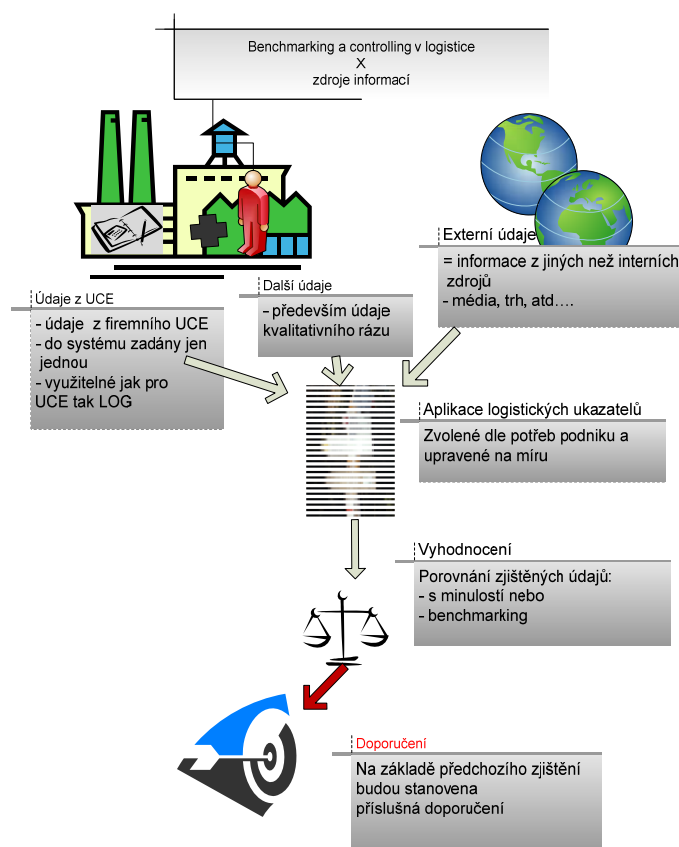 Benchmarking a controlling v logistice
X
zdroje informací
Externí údaje
= informace z jiných než interních
zdrojů
- média, trh, atd….
Další údaje
- především údaje
kvalitativního rázu
Údaje z UCE
- údaje z firemního UCE
- do systému zadány jen
jednou
- využitelné jak pro
UCE tak LOG
Aplikace logistických ukazatelů
Zvolené dle potřeb podniku a
upravené na míru
Vyhodnocení
Porovnání zjištěných údajů:
- s minulostí nebo
- benchmarking
Doporučení
Na základě předchozího zjištění
budou stanovena
příslušná doporučení